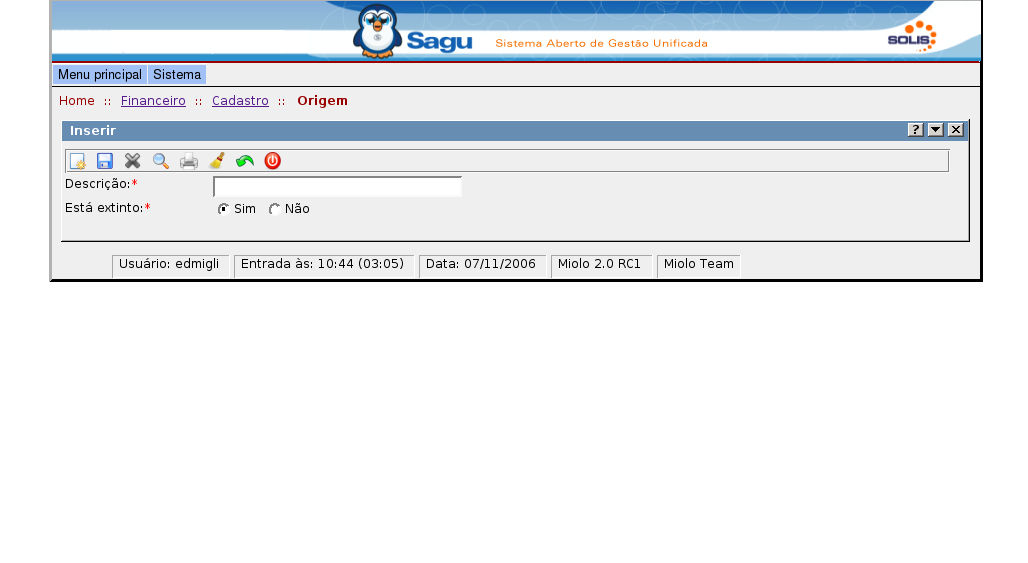 Sagu Sistema Aberto de Gestão Unificada SOLIS
Menu principal Sistema
Home :: Financeiro :: Cadastro :: Origem
Inserir ?
Descrição:*
Está extinto:* Sim Não
Usuário: edmigli Entrada às: 10:44 (03:05) Data: 07/11/2006 Miolo 2.0 RC1 Miolo Team